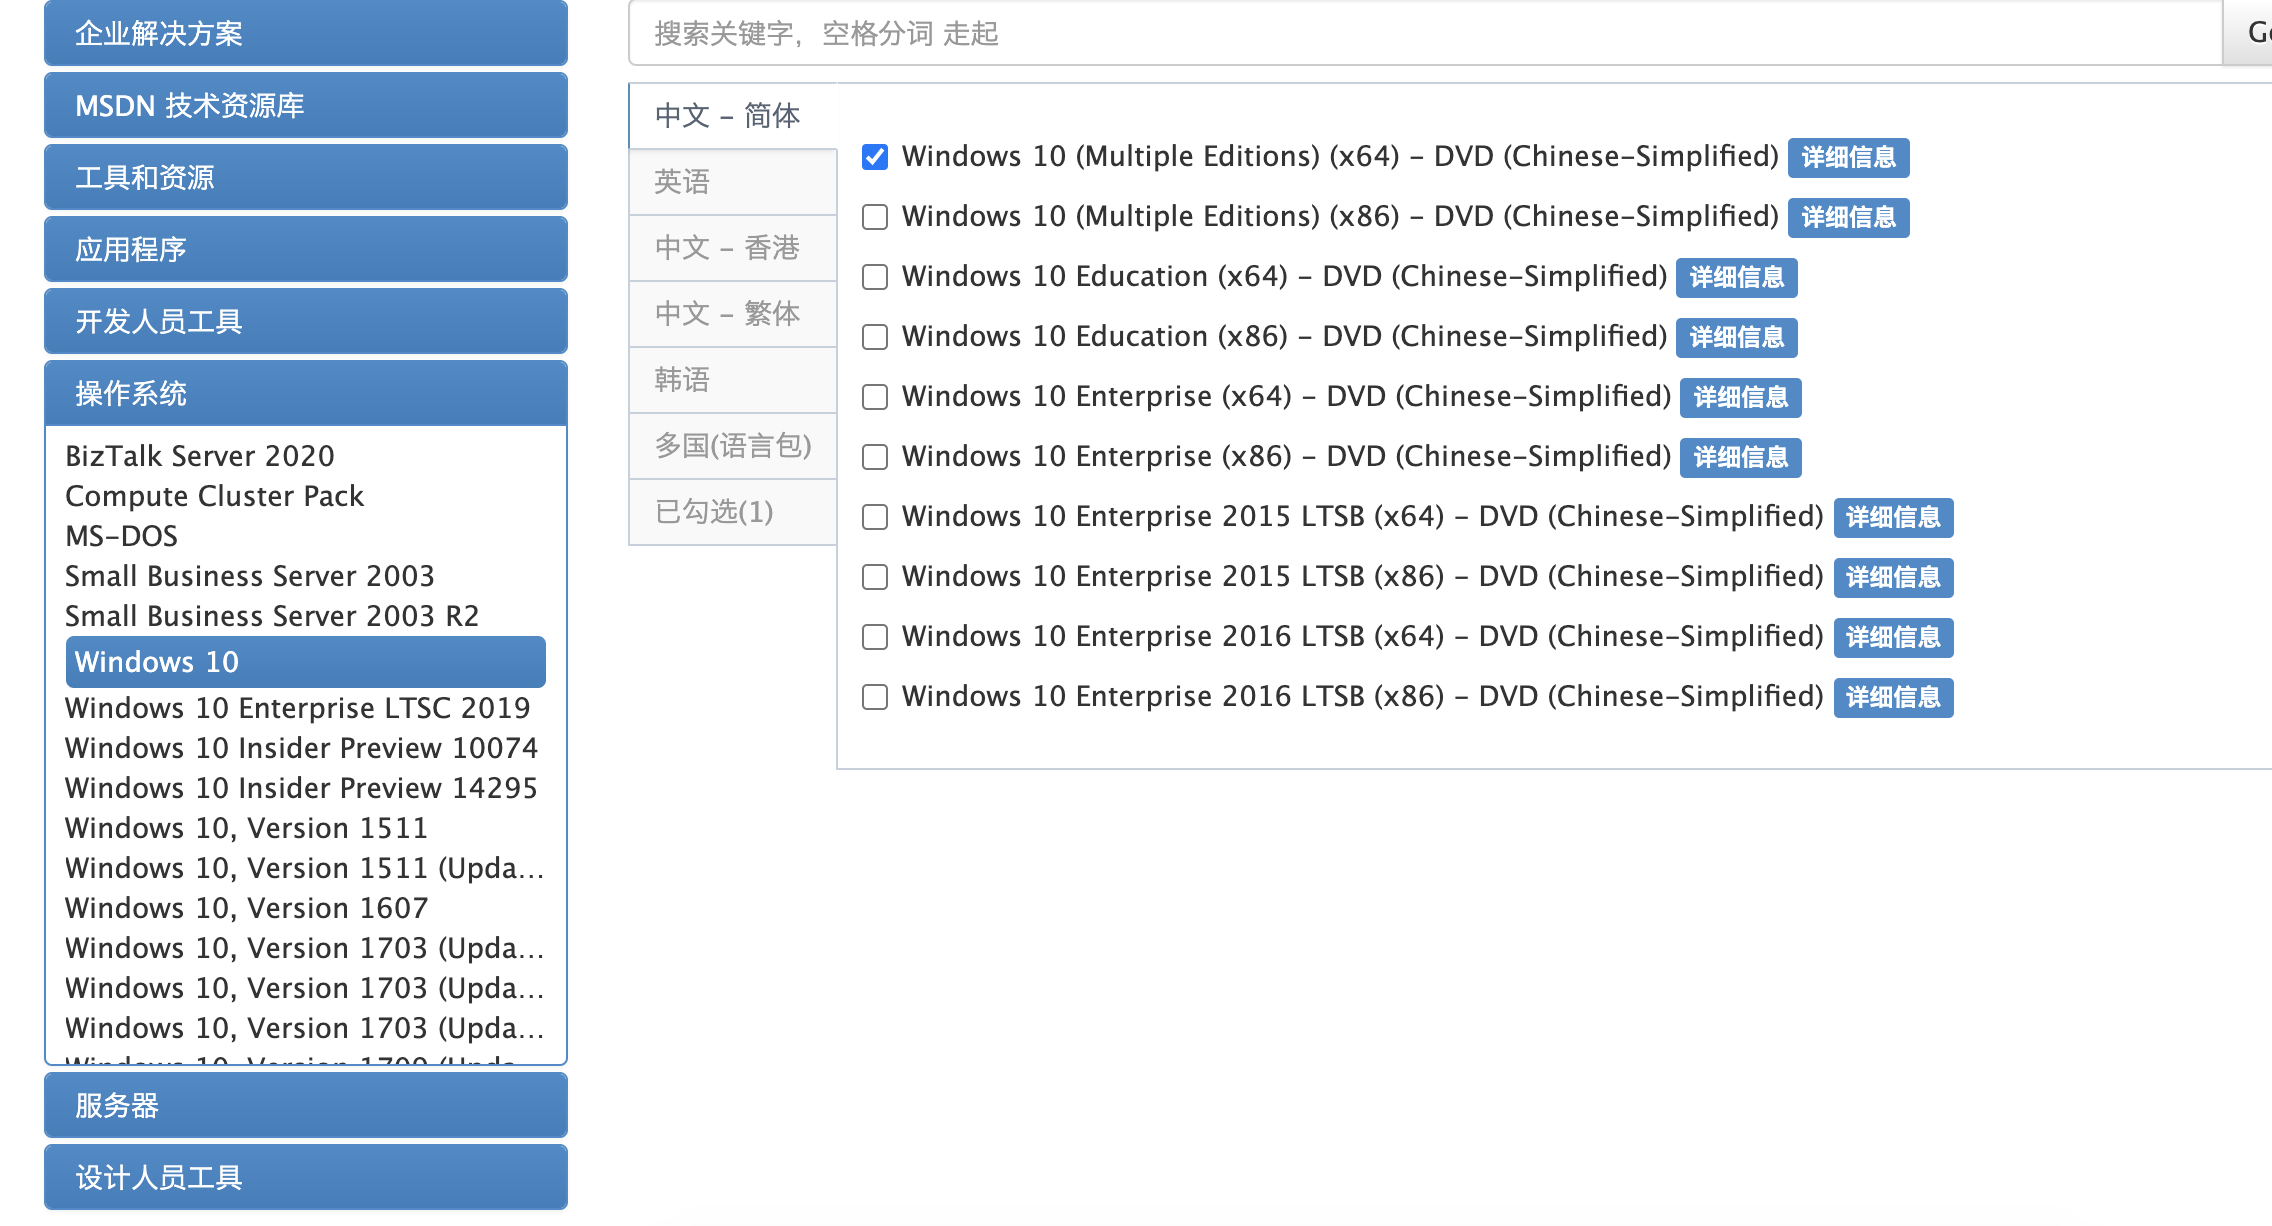 企业解决方案
MSDN 技术资源库
工具和资源
应用程序
开发人员工具
操作系统
BizTalk Server 2020
Compute Cluster Pack
MS-DOS
Small Business Server 2003
Small Business Server 2003 R2
Windows 10
Windows 10 Enterprise LTSC 2019
Windows 10 Insider Preview 10074
Windows 10 Insider Preview 14295
Windows 10, Version 1511
Windows 10, Version 1511 (Upda...
Windows 10, Version 1607
Windows 10, Version 1703 (Upda...
Windows 10, Version 1703 (Upda...
Windows 10, Version 1703 (Upda...
服务器
设计人员工具
搜索关键字，空格分词 走起
中文 – 简体
英语
中文 – 香港
中文 – 繁体
韩语
多国(语言包)
已勾选(1)
Windows 10 (Multiple Editions) (x64) – DVD (Chinese-Simplified) 详细信息
Windows 10 (Multiple Editions) (x86) – DVD (Chinese-Simplified) 详细信息
Windows 10 Education (x64) – DVD (Chinese-Simplified) 详细信息
Windows 10 Education (x86) – DVD (Chinese-Simplified) 详细信息
Windows 10 Enterprise (x64) – DVD (Chinese-Simplified) 详细信息
Windows 10 Enterprise (x86) – DVD (Chinese-Simplified) 详细信息
Windows 10 Enterprise 2015 LTSB (x64) – DVD (Chinese-Simplified) 详细信息
Windows 10 Enterprise 2015 LTSB (x86) – DVD (Chinese-Simplified) 详细信息
Windows 10 Enterprise 2016 LTSB (x64) – DVD (Chinese-Simplified) 详细信息
Windows 10 Enterprise 2016 LTSB (x86) – DVD (Chinese-Simplified) 详细信息